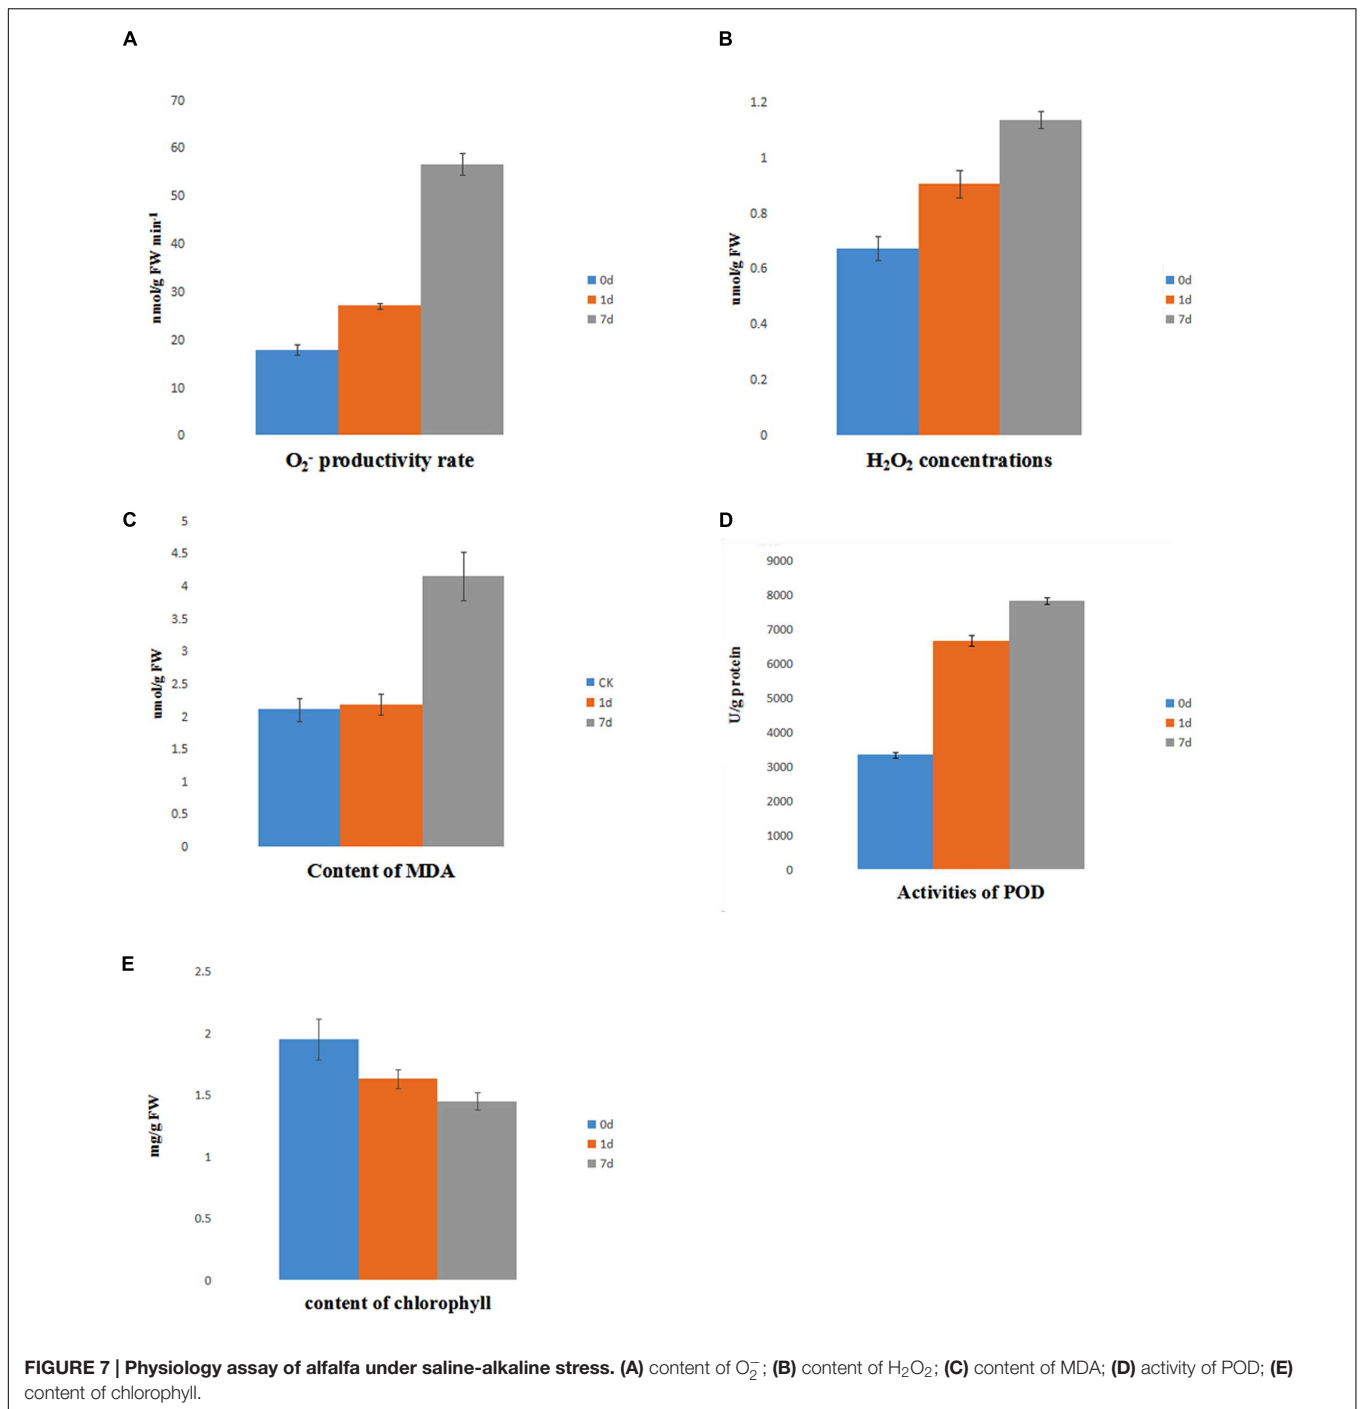 A
70
60
50
40
30
20
10
0
nmol/g FW min⁻¹
O₂⁻ productivity rate
0d
1d
7d
B
1.2
1
0.8
0.6
0.4
0.2
0
umol/g FW
H₂O₂ concentrations
0d
1d
7d
C
5
4.5
4
3.5
3
2.5
2
1.5
1
0.5
0
umol/g FW
Content of MDA
CK
1d
7d
D
9000
8000
7000
6000
5000
4000
3000
2000
1000
0
U/g protein
Activities of POD
0d
1d
7d
E
2.5
2
1.5
1
0.5
0
mg/g FW
content of chlorophyll
0d
1d
7d
FIGURE 7 | Physiology assay of alfalfa under saline-alkaline stress. (A) content of O₂⁻; (B) content of H₂O₂; (C) content of MDA; (D) activity of POD; (E)
content of chlorophyll.